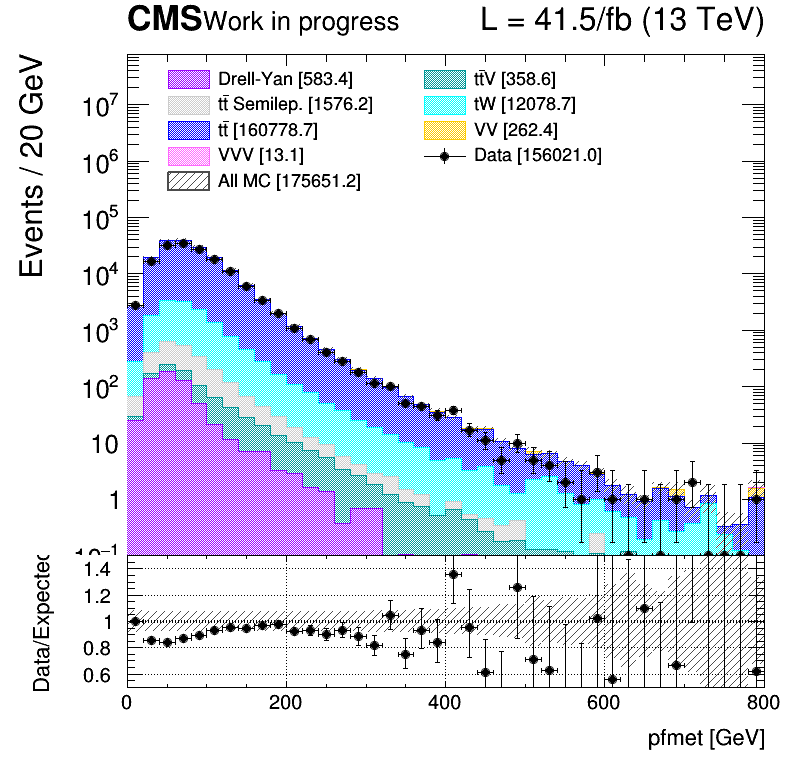 CMS Work in progress L = 41.5/fb (13 TeV)
Events / 20 GeV
Drell-Yan [583.4]
tt̄ Semilep. [1576.2]
tt̄ [160778.7]
VVV [13.1]
All MC [175651.2]
tt̄V [358.6]
tW [12078.7]
VV [262.4]
Data [156021.0]
10⁷
10⁶
10⁵
10⁴
10³
10²
10
1
10⁻¹
Data/Expected
1.4
1.2
1
0.8
0.6
0 200 400 600 800
pfmet [GeV]